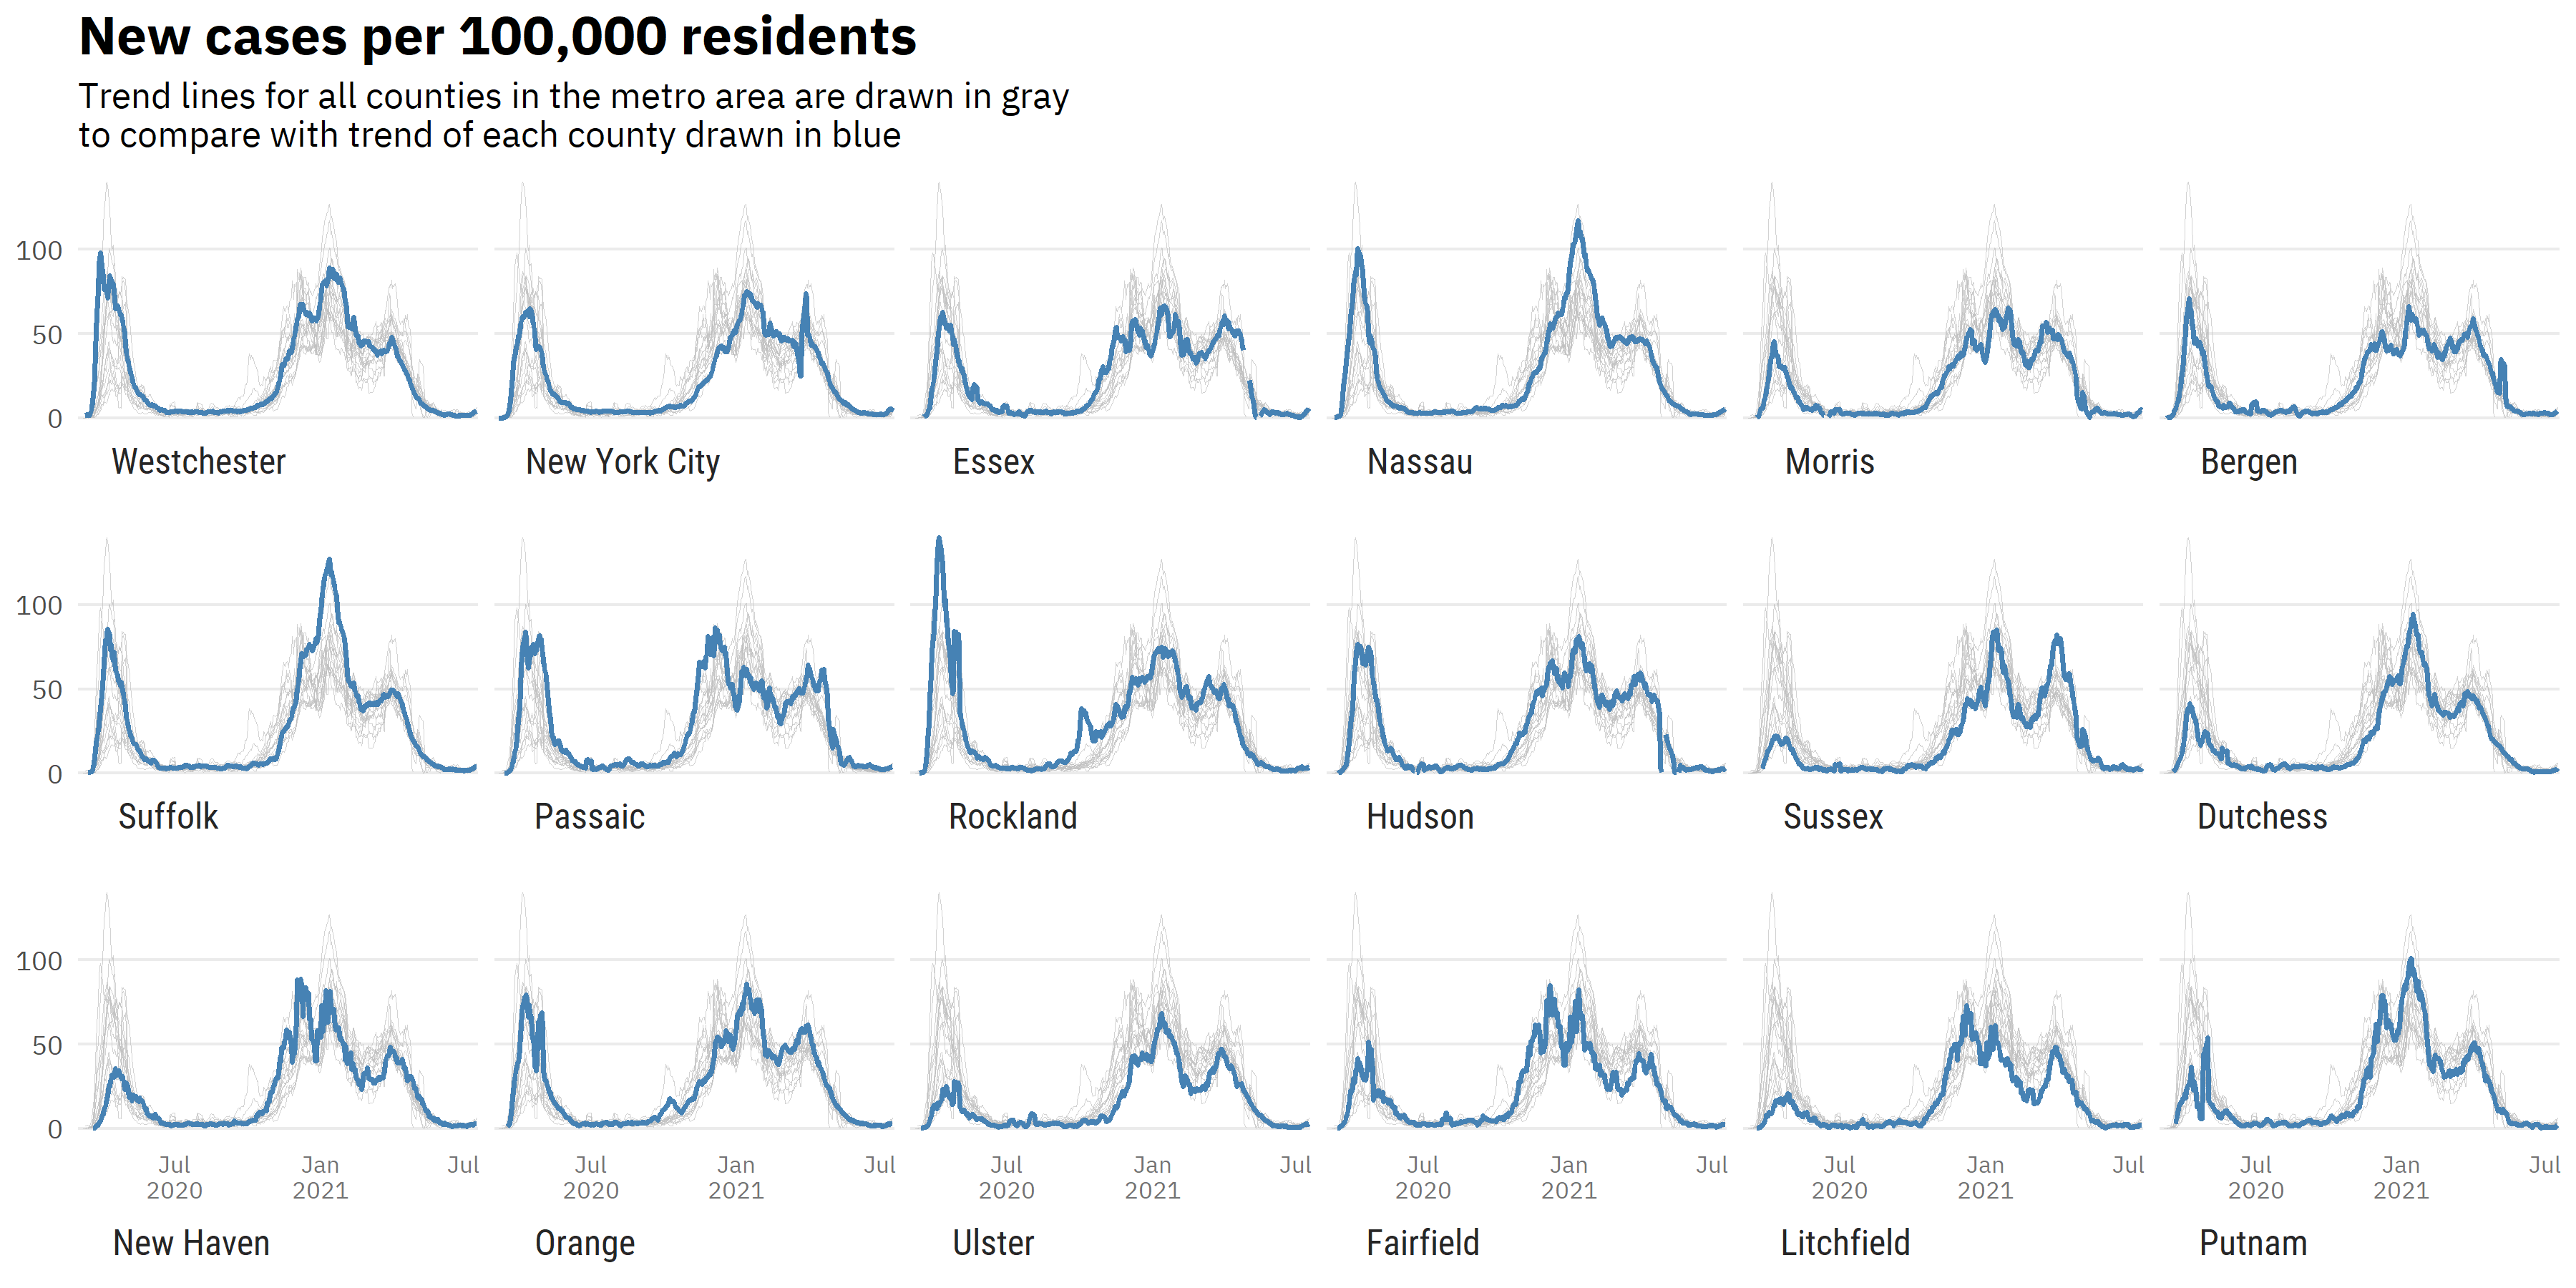 New cases per 100,000 residents
Trend lines for all counties in the metro area are drawn in gray
to compare with trend of each county drawn in blue
100
50
0
Westchester
New York City
Essex
Nassau
Morris
Bergen
100
50
0
Suffolk
Passaic
Rockland
Hudson
Sussex
Dutchess
100
50
0
Jul
2020
Jan
2021
Jul
Jul
2020
Jan
2021
Jul
Jul
2020
Jan
2021
Jul
Jul
2020
Jan
2021
Jul
Jul
2020
Jan
2021
Jul
Jul
2020
Jan
2021
Jul
New Haven
Orange
Ulster
Fairfield
Litchfield
Putnam